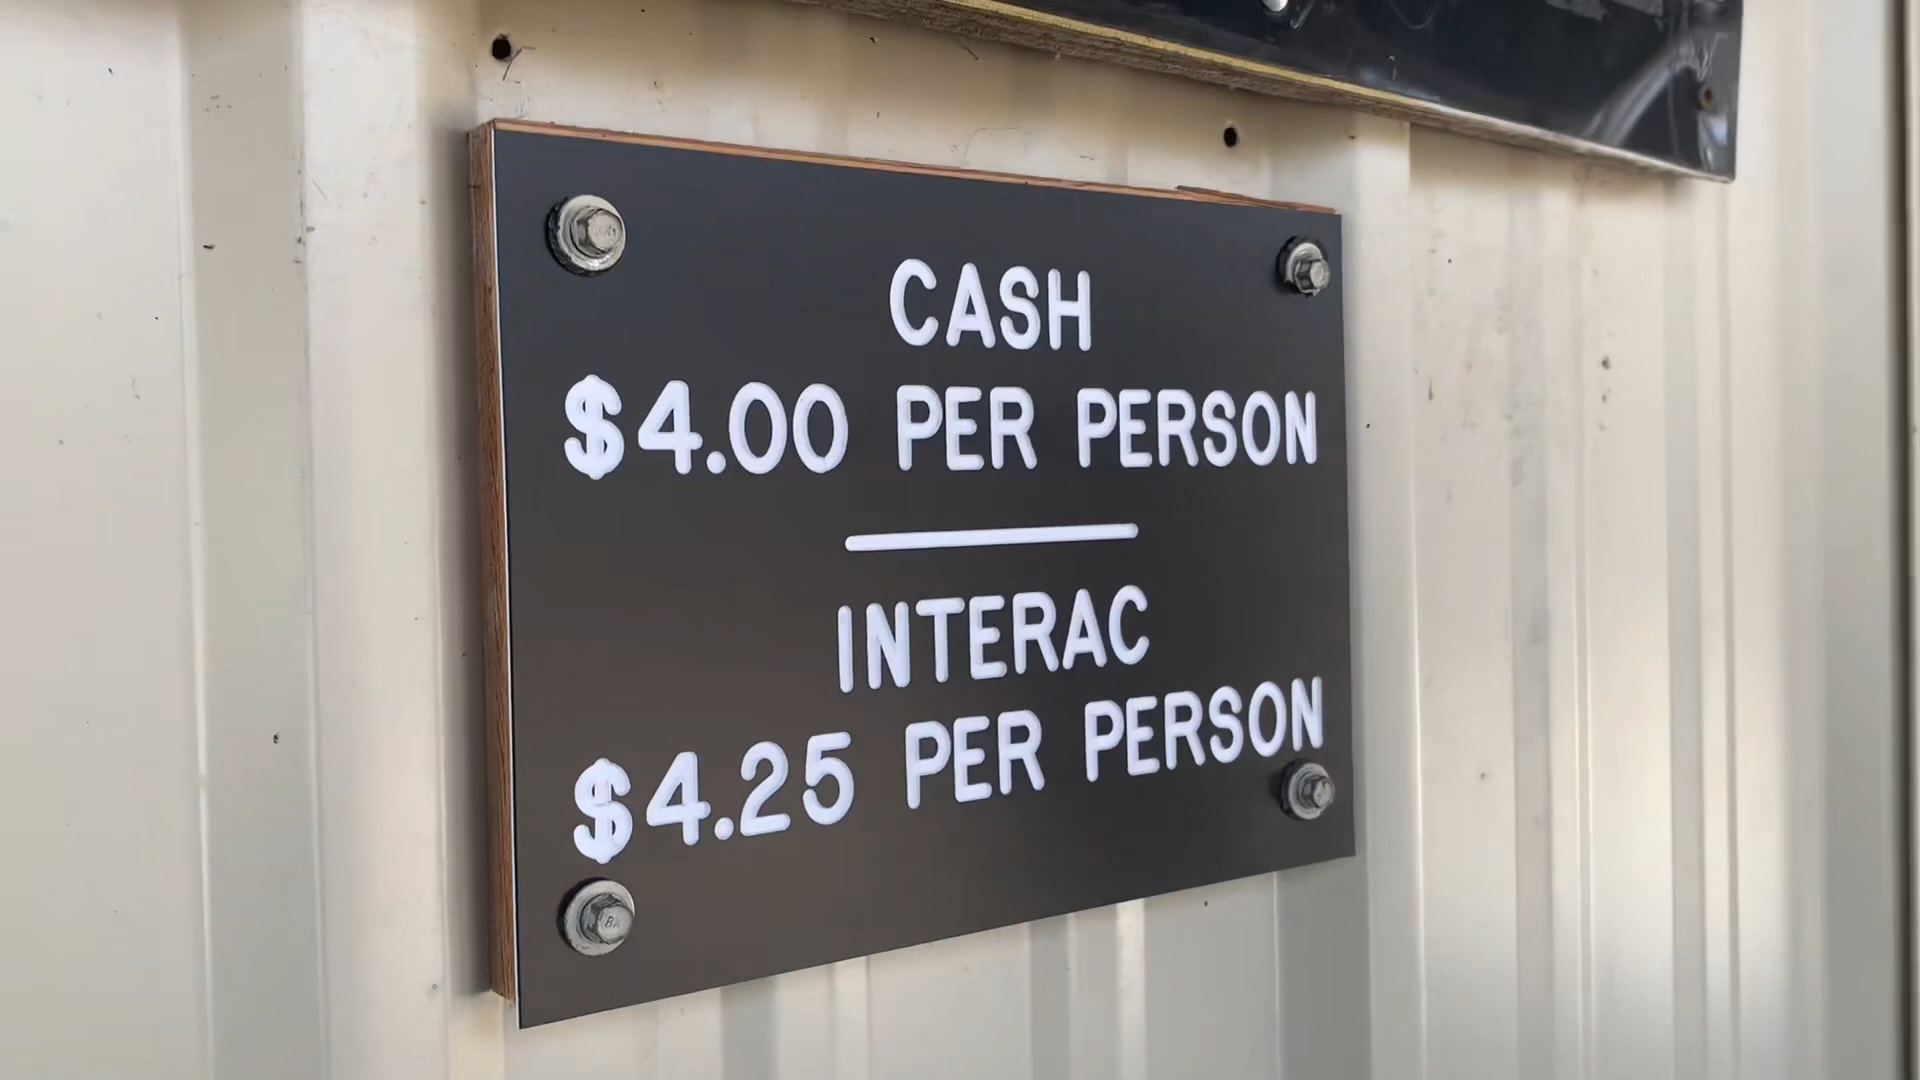 CASH
$4.00 PER PERSON
INTERAC
$4.25 PER PERSON